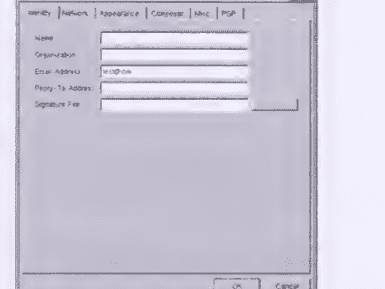 Identity Network Appearance Composer Misc PGP
Name
Organization
Email Address
Reply-To Address
Signature File
OK Cancel